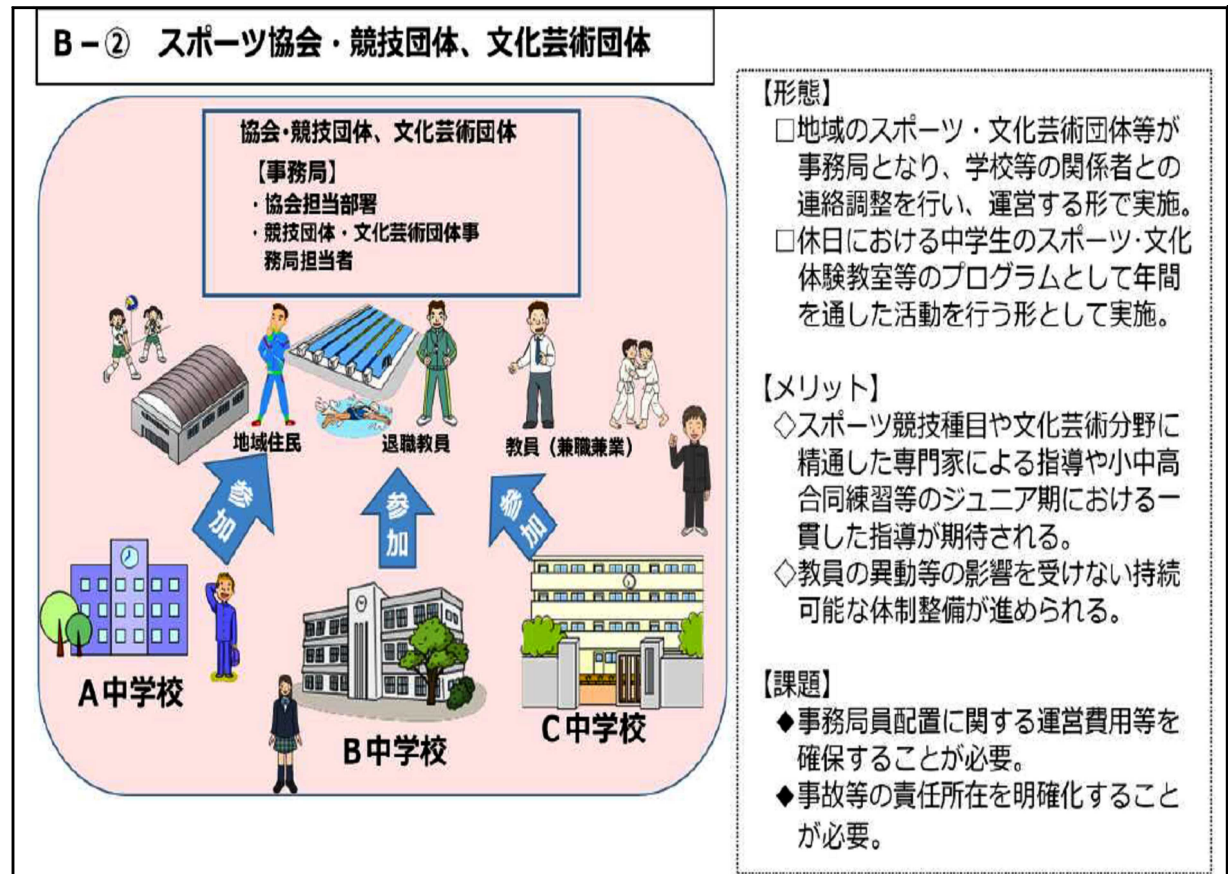 B－② スポーツ協会・競技団体、文化芸術団体
協会・競技団体、文化芸術団体
【事務局】
・協会担当部署
・競技団体・文化芸術団体事
務局担当者
地域住民
退職教員
教員（兼職兼業）
参加
参加
参加
A中学校
B中学校
C中学校
【形態】
□地域のスポーツ・文化芸術団体等が
事務局となり、学校等の関係者との
連絡調整を行い、運営する形で実施。
□休日における中学生のスポーツ・文化
体験教室等のプログラムとして年間
を通した活動を行う形として実施。
【メリット】
◇スポーツ競技種目や文化芸術分野に
精通した専門家による指導や小中高
合同練習等のジュニア期における一
貫した指導が期待される。
◇教員の異動等の影響を受けない持続
可能な体制整備が進められる。
【課題】
◆事務局員配置に関する運営費用等を
確保することが必要。
◆事故等の責任所在を明確化すること
が必要。